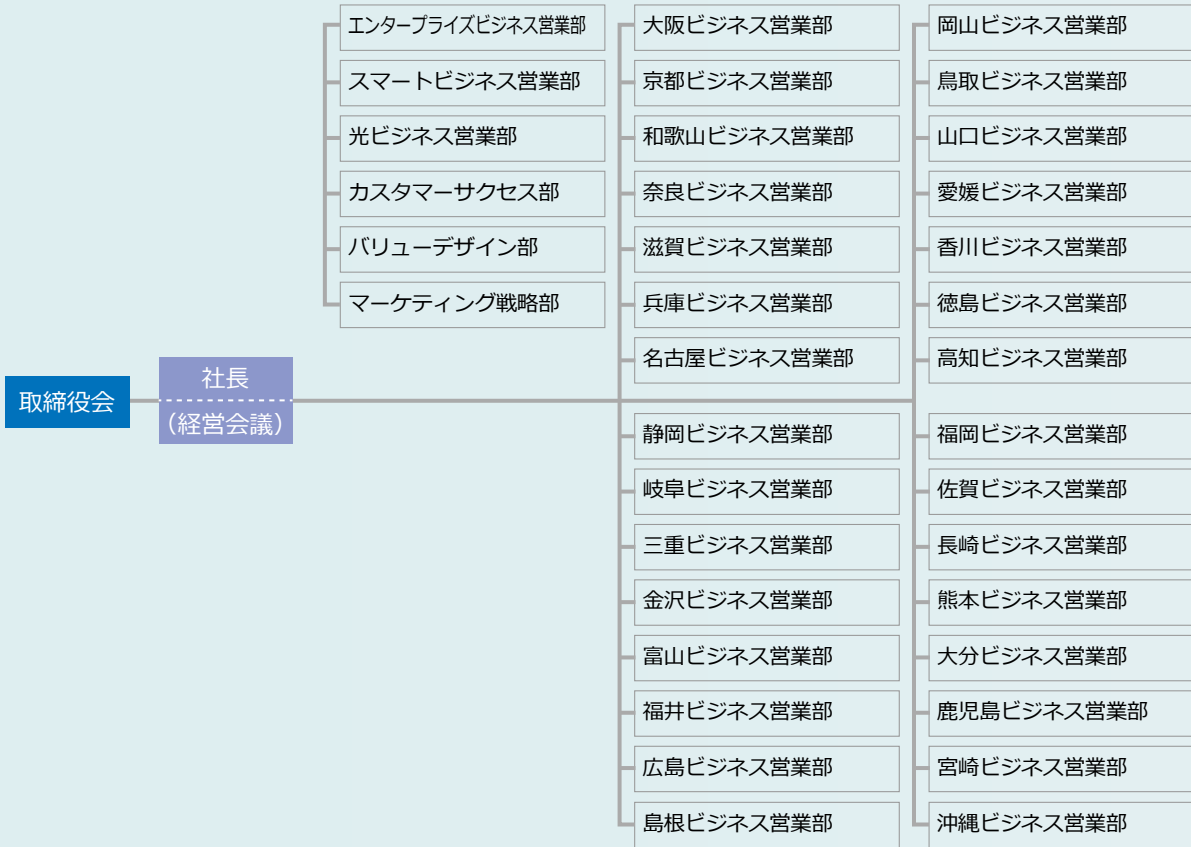 取締役会
社長
(経営会議)
エンタープライズビジネス営業部
スマートビジネス営業部
光ビジネス営業部
カスタマーサクセス部
バリューデザイン部
マーケティング戦略部
大阪ビジネス営業部
京都ビジネス営業部
和歌山ビジネス営業部
奈良ビジネス営業部
滋賀ビジネス営業部
兵庫ビジネス営業部
名古屋ビジネス営業部
静岡ビジネス営業部
岐阜ビジネス営業部
三重ビジネス営業部
金沢ビジネス営業部
富山ビジネス営業部
福井ビジネス営業部
広島ビジネス営業部
島根ビジネス営業部
岡山ビジネス営業部
鳥取ビジネス営業部
山口ビジネス営業部
愛媛ビジネス営業部
香川ビジネス営業部
徳島ビジネス営業部
高知ビジネス営業部
福岡ビジネス営業部
佐賀ビジネス営業部
長崎ビジネス営業部
熊本ビジネス営業部
大分ビジネス営業部
鹿児島ビジネス営業部
宮崎ビジネス営業部
沖縄ビジネス営業部